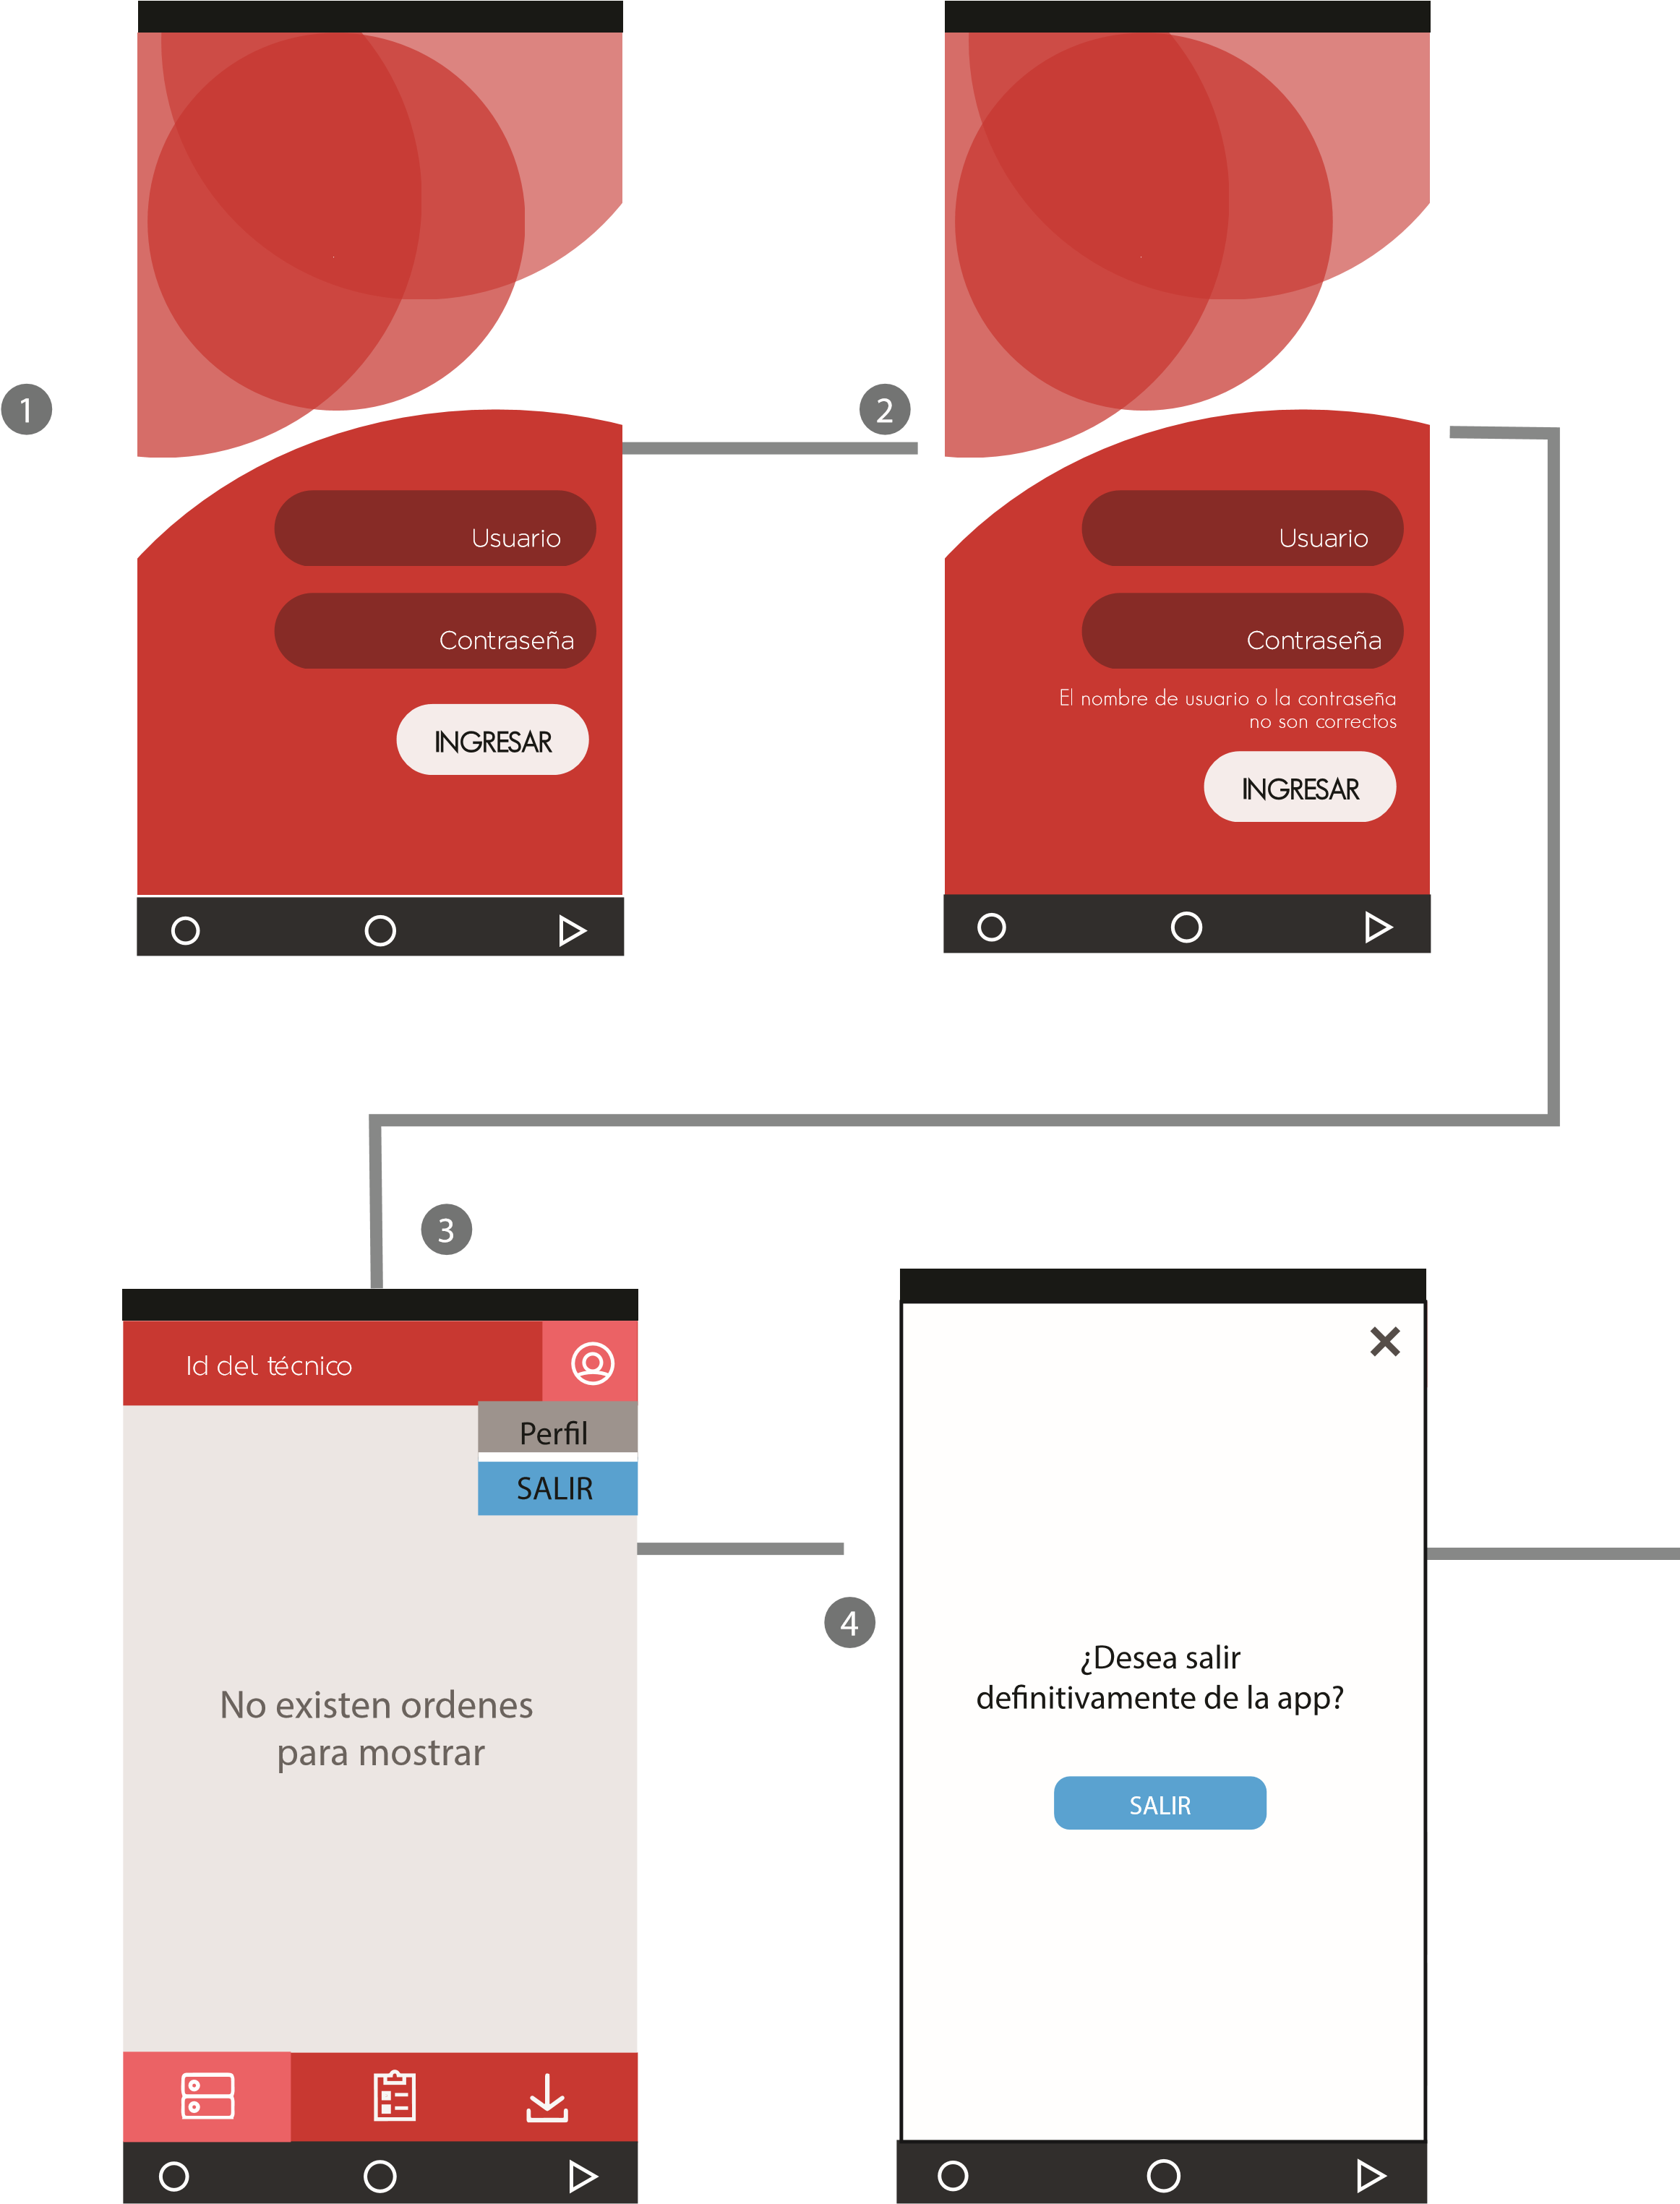 1
Usuario
Contraseña
INGRESAR
2
Usuario
Contraseña
El nombre de usuario o la contraseña
no son correctos
INGRESAR
3
Id del técnico
Perfil
SALIR
No existen ordenes
para mostrar
4
¿Desea salir
definitivamente de la app?
SALIR